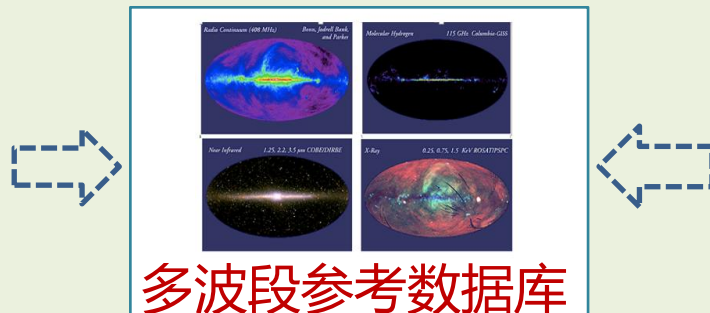 Radio Continuum (408 MHz) Bonn, Jodrell Bank,
and Parkes
Molecular Hydrogen 115 GHz Columbia-GISS
Near Infrared 1.25, 2.2, 3.5 µm COBE/DIRBE
X-Ray 0.25, 0.75, 1.5 KeV ROSAT/PSPC
多波段参考数据库